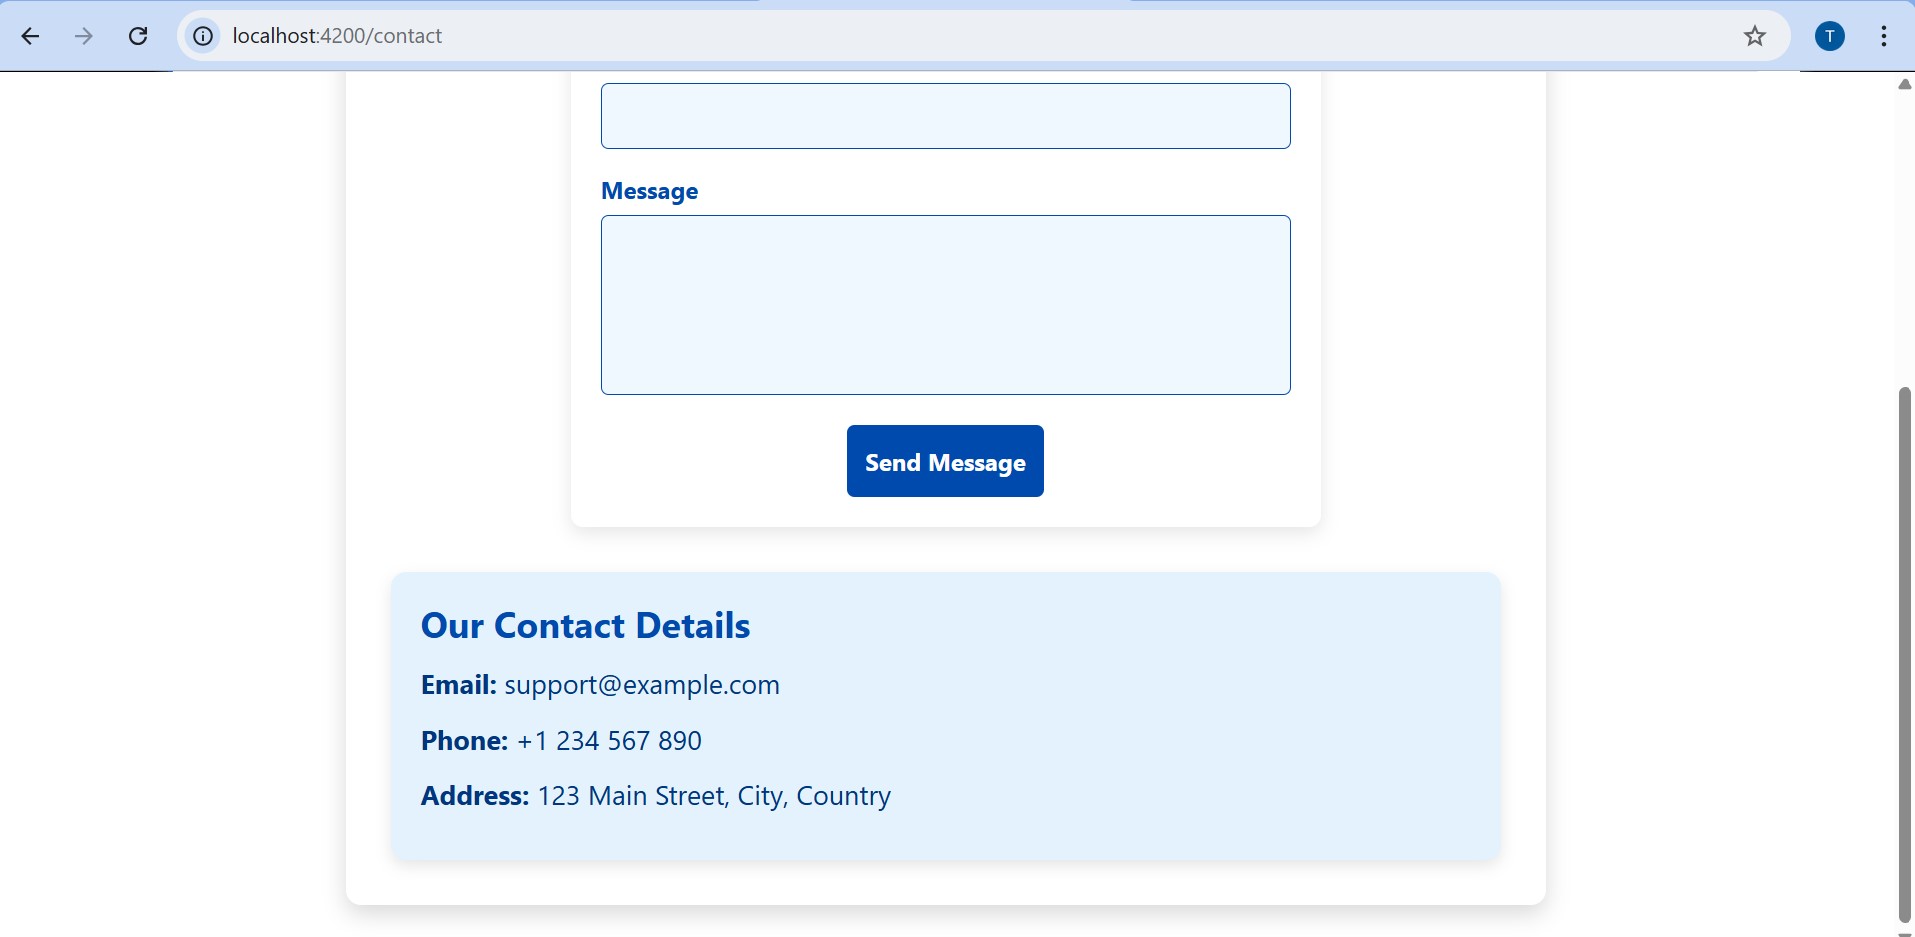 localhost:4200/contact
T
Message
Send Message
Our Contact Details
Email: support@example.com
Phone: +1 234 567 890
Address: 123 Main Street, City, Country